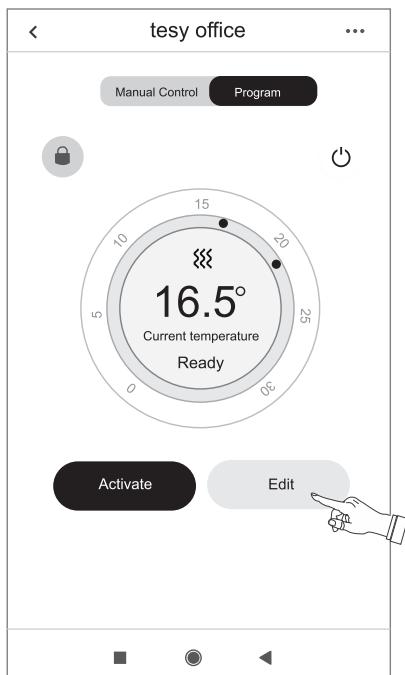 tesy office
Manual Control Program
15
10 20
5 25
0 30
16.5°
Current temperature
Ready
Activate Edit